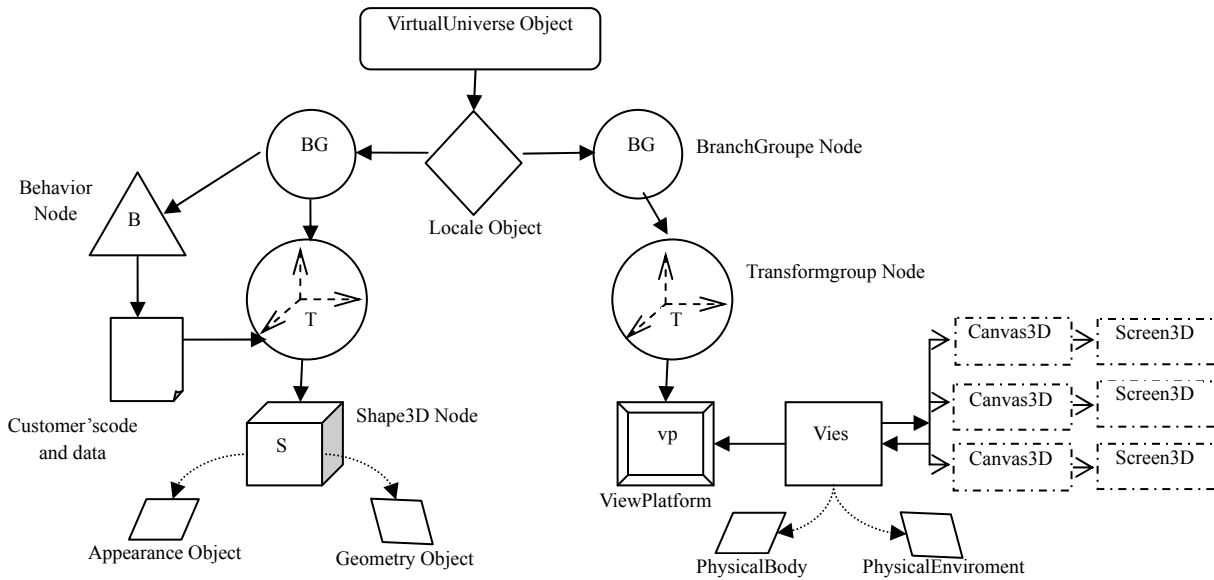 VirtualUniverse Object
BG
BG
BranchGroupe Node
Behavior
Node
B
Locale Object
Transformgroup Node
T
T
Canvas3D
Screen3D
Canvas3D
Screen3D
Canvas3D
Screen3D
Customer'scode
and data
Shape3D Node
S
vp
Vies
ViewPlatform
Appearance Object
Geometry Object
PhysicalBody
PhysicalEnviroment